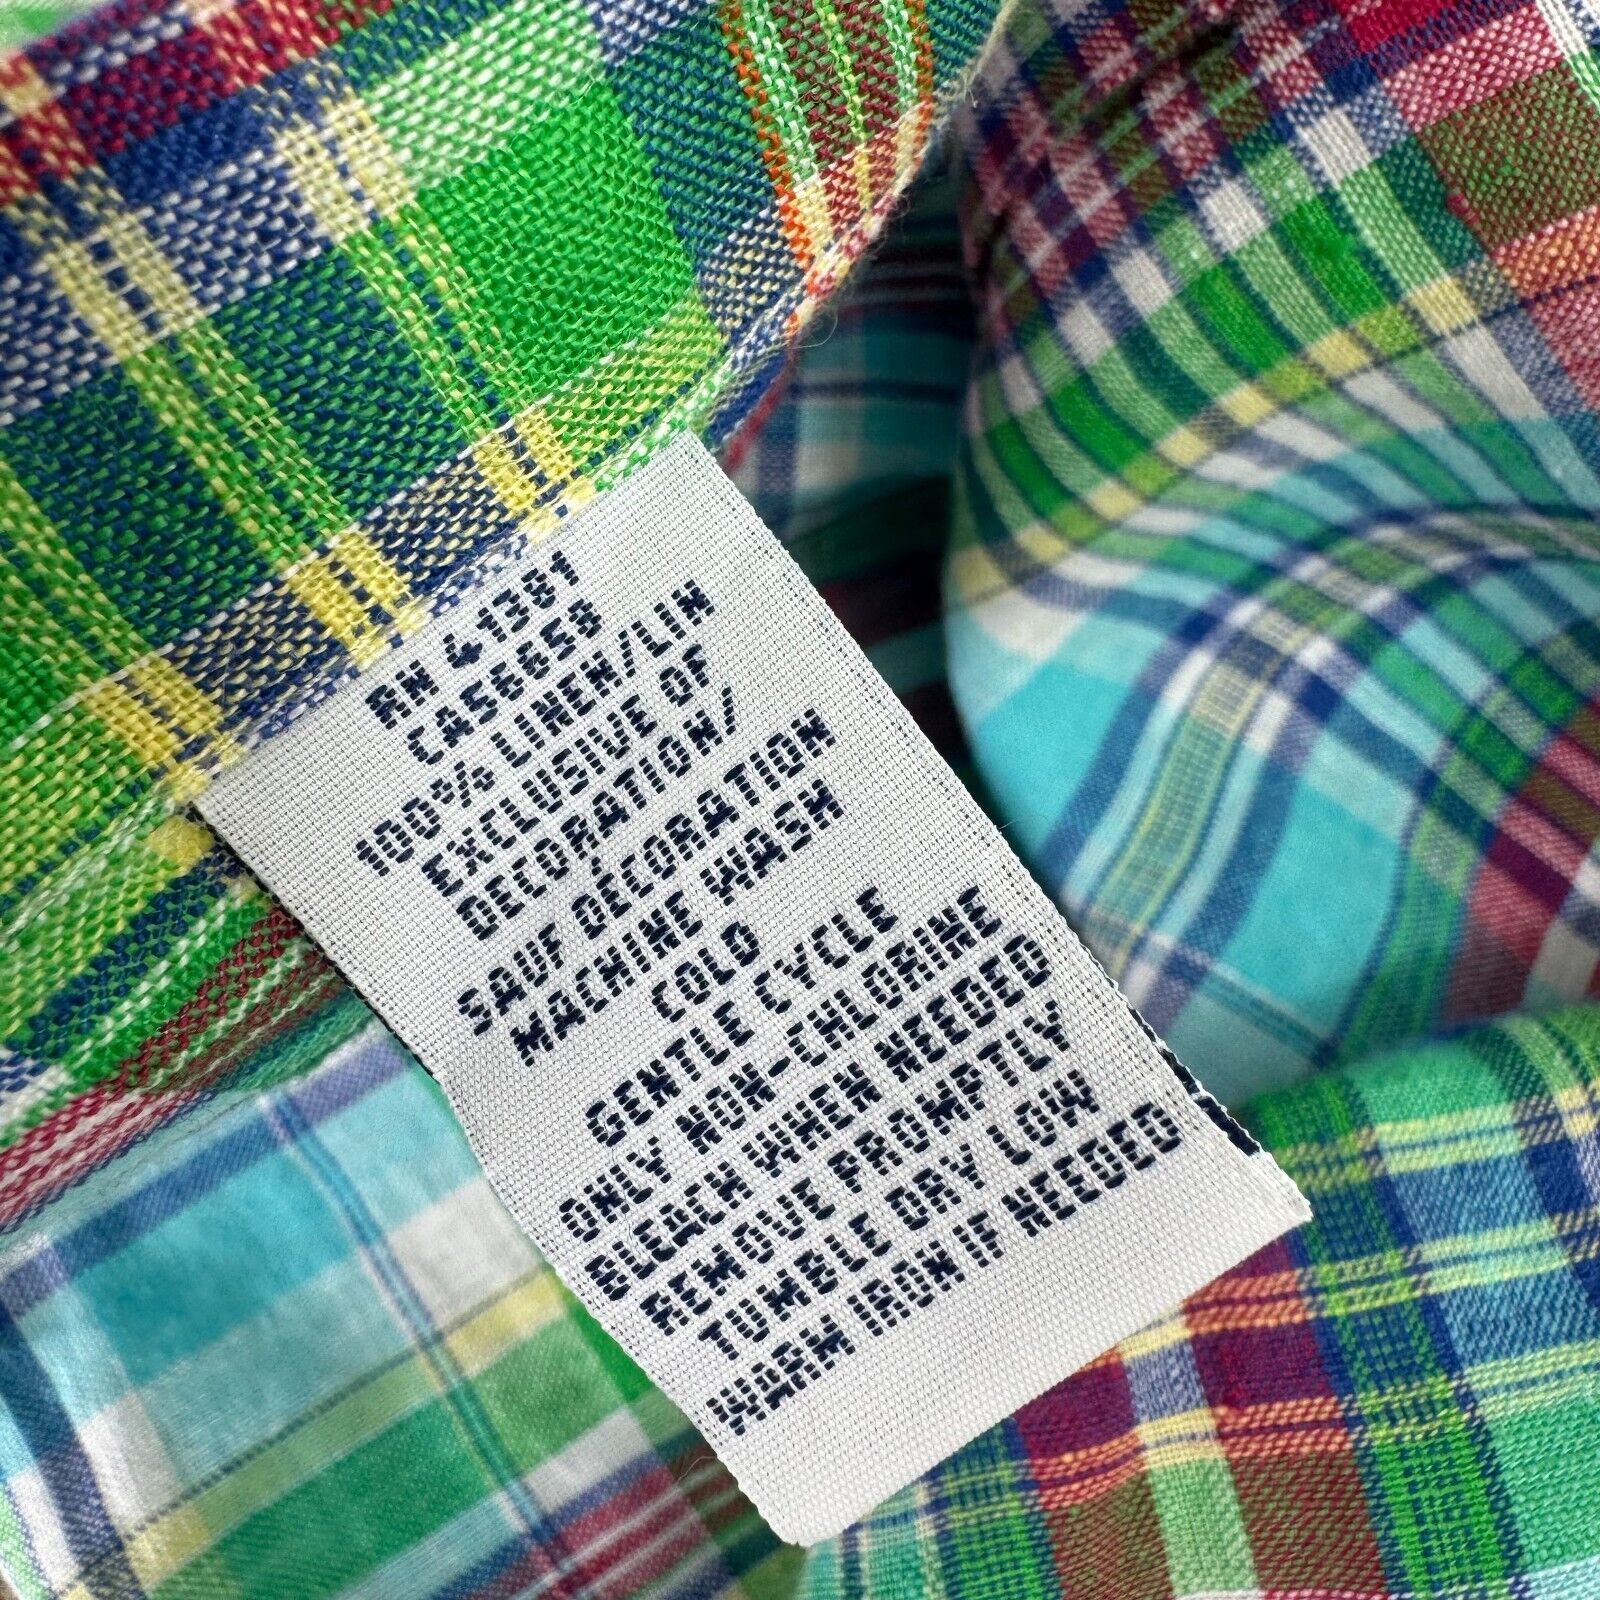 RN 41381
CA56858
100% LINEN/LIN
EXCLUSIVE OF
DECORATION/
SAUF DÉCORATION
MACHINE WASH
COLD
GENTLE CYCLE
ONLY NON-CHLORINE
BLEACH WHEN NEEDED
REMOVE PROMPTLY
TUMBLE DRY LOW
WARM IRON IF NEEDED